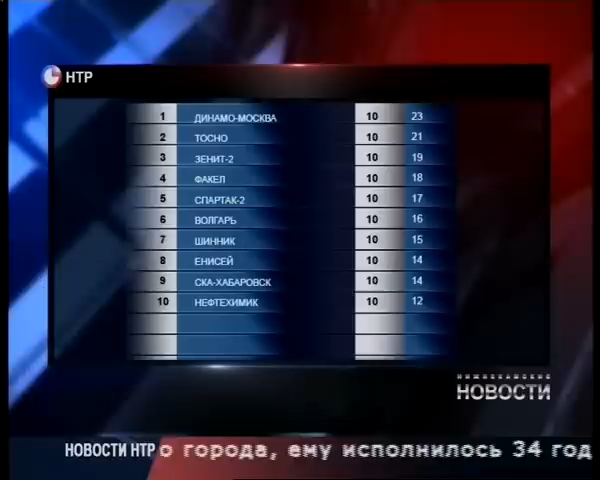 НТР
1 ДИНАМО-МОСКВА 10 23
2 ТОСНО 10 21
3 ЗЕНИТ-2 10 19
4 ФАКЕЛ 10 18
5 СПАРТАК-2 10 17
6 ВОЛГАРЬ 10 16
7 ШИННИК 10 15
8 ЕНИСЕЙ 10 14
9 СКА-ХАБАРОВСК 10 14
10 НЕФТЕХИМИК 10 12
НИЖНЕКАМСКИЕ
НОВОСТИ
НОВОСТИ НТР о города, ему исполнилось 34 год